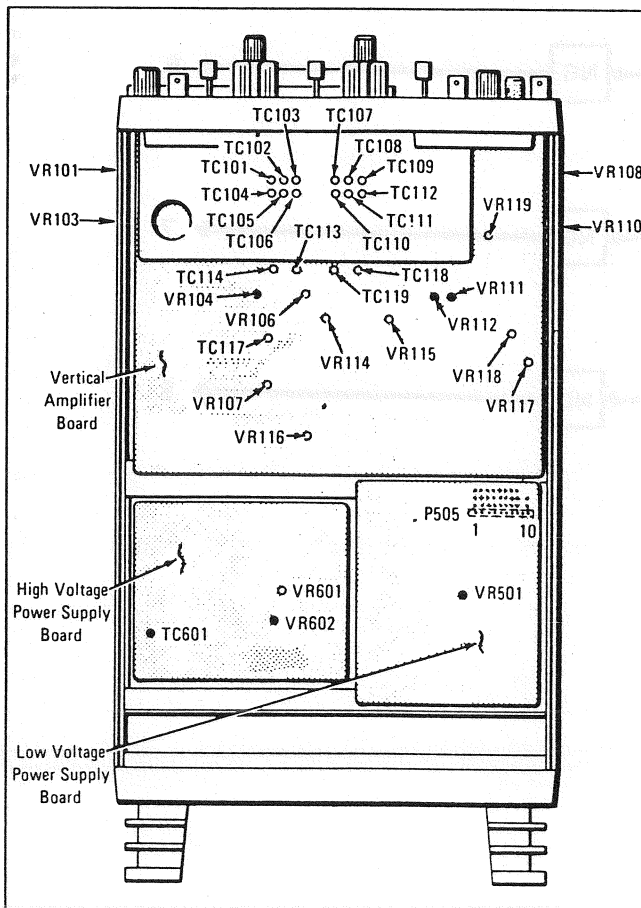 TC103 TC107
TC102 TC108
TC101 TC109
VR101 VR108
TC104 TC112
TC105 TC111
VR103 VR119 VR110
TC106 TC110
TC113
TC114 TC118
VR104 TC119 VR111
VR106 VR112
TC117 VR114 VR115
VR118
Vertical
Amplifier
Board
VR107 VR117
VR116
P505
1 10
High Voltage
Power Supply
Board
VR601 VR501
TC601 VR602
Low Voltage
Power Supply
Board